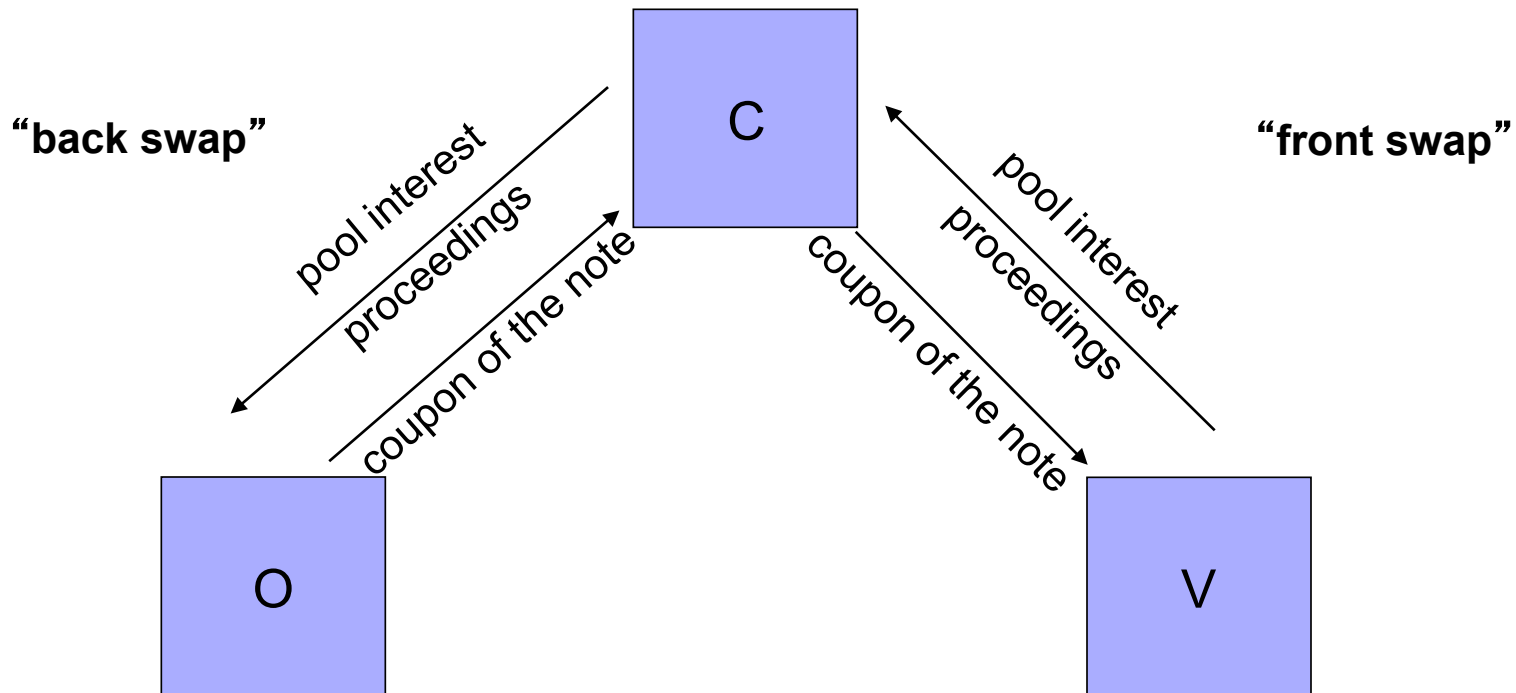 C
“back swap”
“front swap”
pool interest
proceedings
coupon of the note
pool interest
proceedings
coupon of the note
O
V